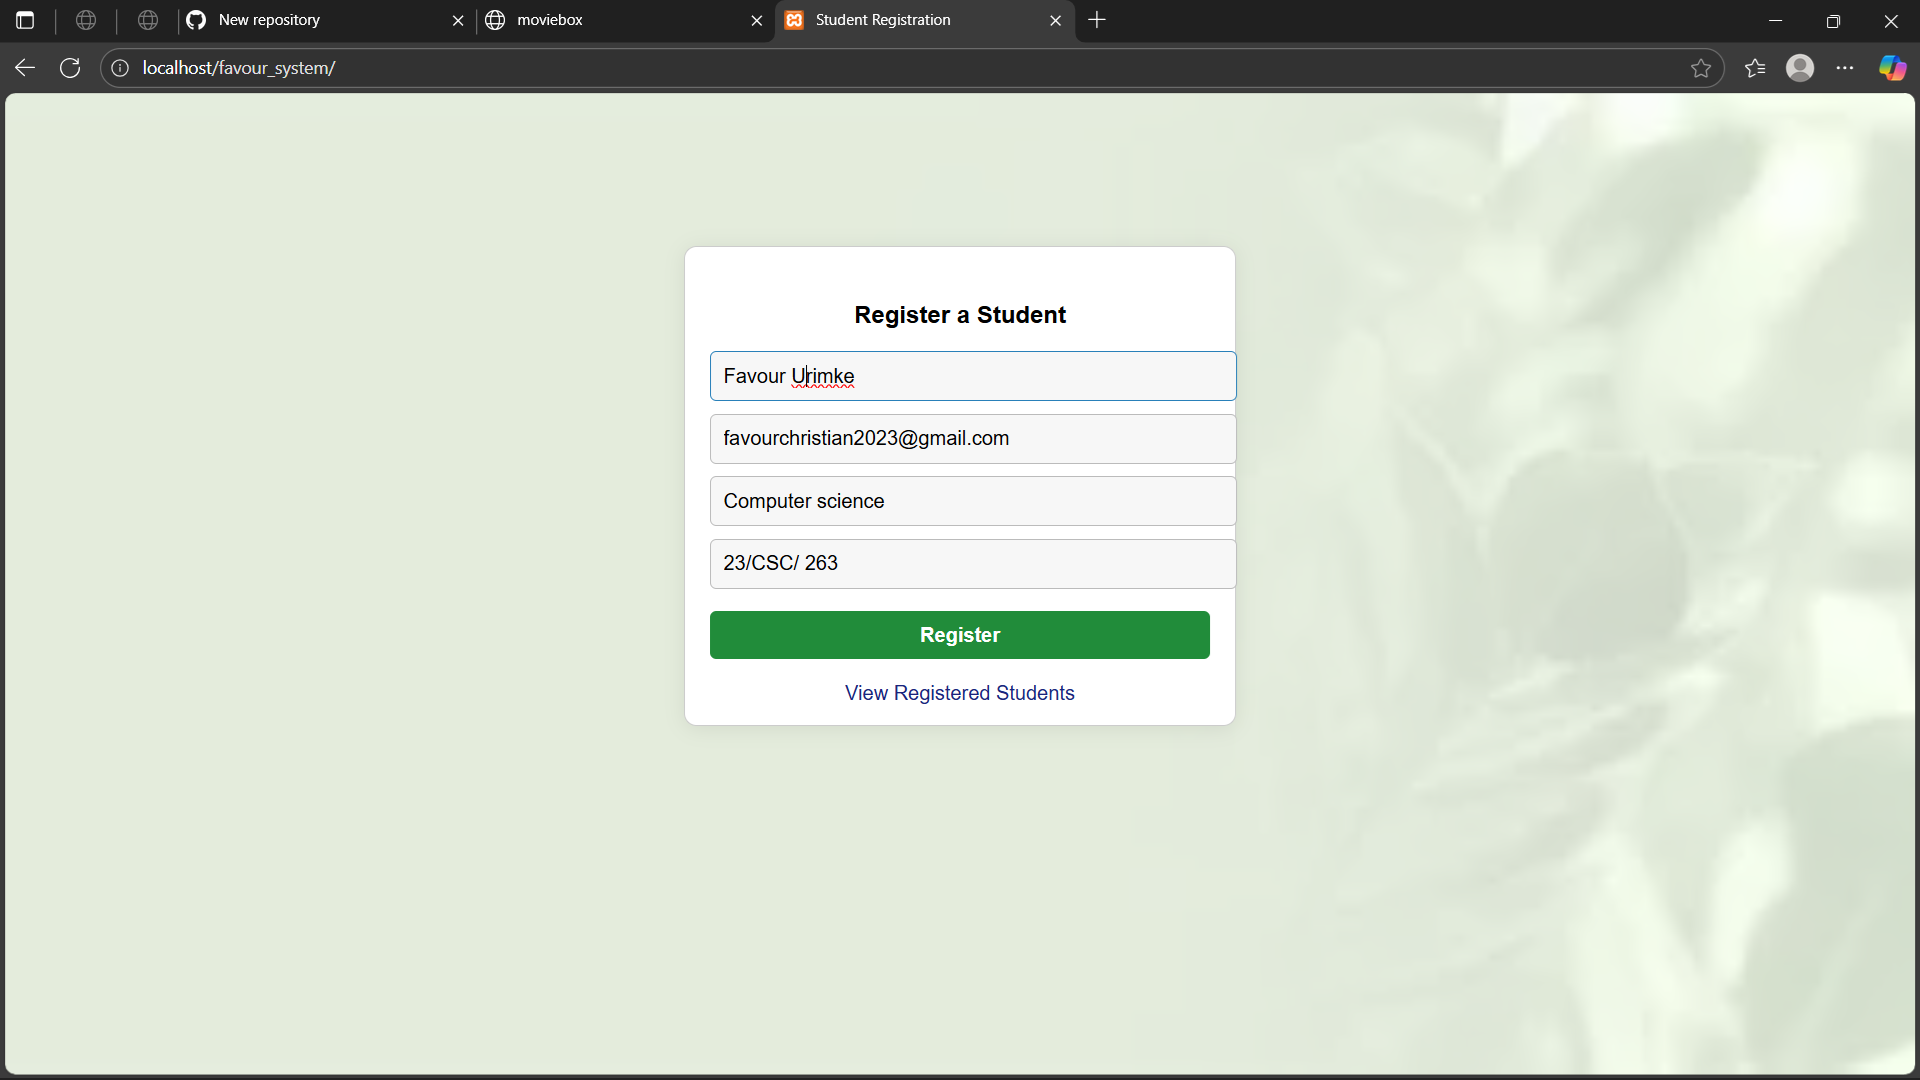 New repository
moviebox
Student Registration
localhost/favour_system/
Register a Student
Favour Urimke
favourchristian2023@gmail.com
Computer science
23/CSC/ 263
Register
View Registered Students